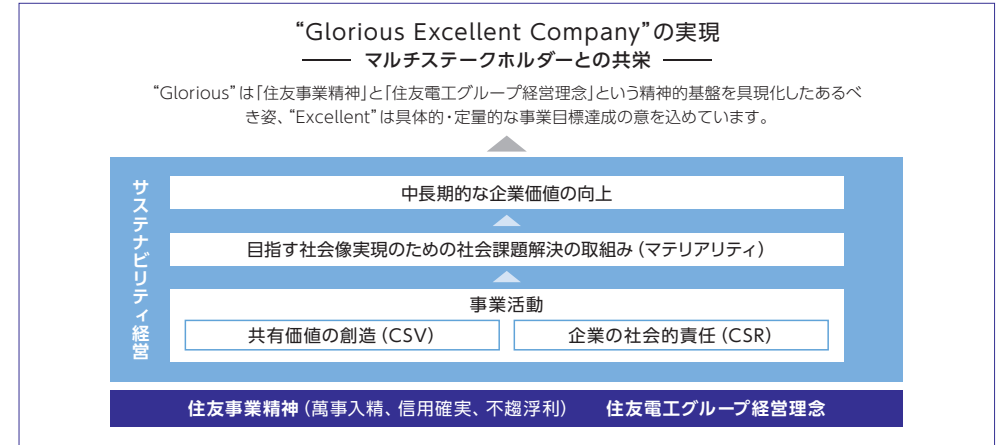 “Glorious Excellent Company”の実現
マルチステークホルダーとの共栄
“Glorious”は「住友事業精神」と「住友電工グループ経営理念」という精神的基盤を具現化したあるべ
き姿、“Excellent”は具体的・定量的な事業目標達成の意を込めています。
サステナビリティ経営
中長期的な企業価値の向上
目指す社会像実現のための社会課題解決の取組み（マテリアリティ）
事業活動
共有価値の創造（CSV）
企業の社会的責任（CSR）
住友事業精神（萬事入精、信用確実、不趨浮利） 住友電工グループ経営理念